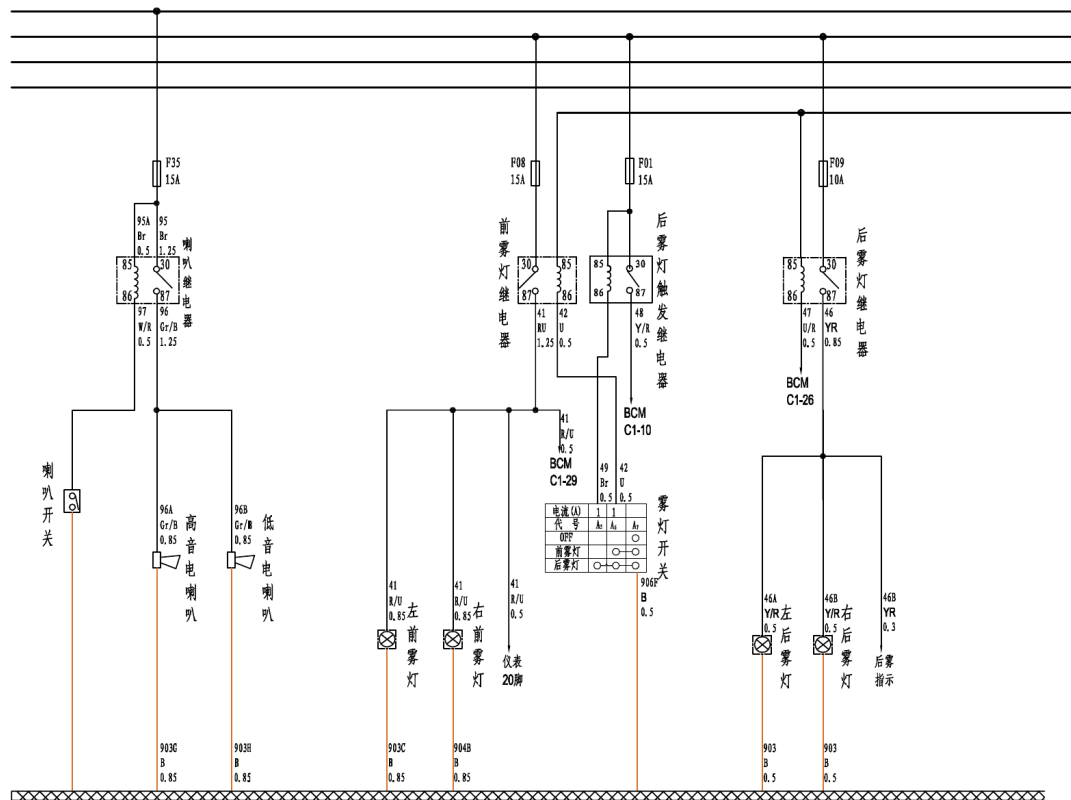 F35
15A
F08
15A
F01
15A
F09
10A
95A
Br
0.5
95
Br
1.25
喇叭继电器
85
30
86
87
97
W/R
0.5
96
Gr/B
1.25
前雾灯继电器
30
85
87
86
41
RU
1.25
42
U
0.5
后雾灯触发继电器
85
30
86
87
48
Y/R
0.5
BCM
C1-10
后雾灯继电器
85
30
86
87
47
U/R
0.5
46
YR
0.85
BCM
C1-26
41
R/U
0.5
BCM
C1-29
49
Br
0.5
42
U
0.5
雾灯开关
电流(A) 1 1
代 号 A₅ A₆ A₇
OFF
前雾灯
后雾灯
906F
B
0.5
喇叭开关
96A
Gr/B
0.85
高音电喇叭
96B
Gr/B
0.85
低音电喇叭
41
R/U
0.85
左前雾灯
41
R/U
0.85
右前雾灯
41
R/U
0.5
仪表
20脚
46A
Y/R
0.5
左后雾灯
46B
Y/R
0.5
右后雾灯
46B
YR
0.3
后雾
指示
903G
B
0.85
903H
B
0.85
903C
B
0.85
904B
B
0.85
903
B
0.5
903
B
0.5